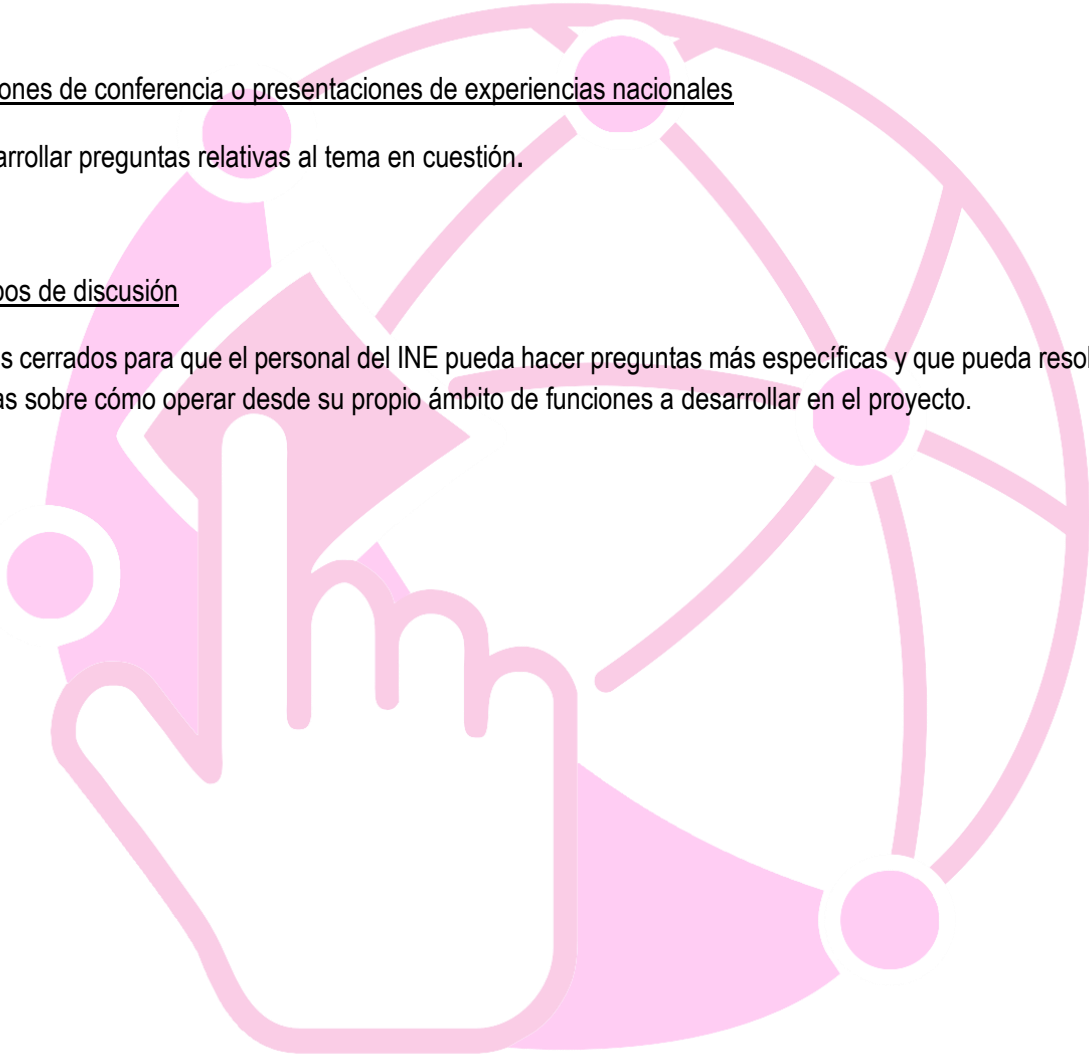 ones de conferencia o presentaciones de experiencias nacionales
arrollar preguntas relativas al tema en cuestión.
pos de discusión
s cerrados para que el personal del INE pueda hacer preguntas más específicas y que pueda resol
as sobre cómo operar desde su propio ámbito de funciones a desarrollar en el proyecto.